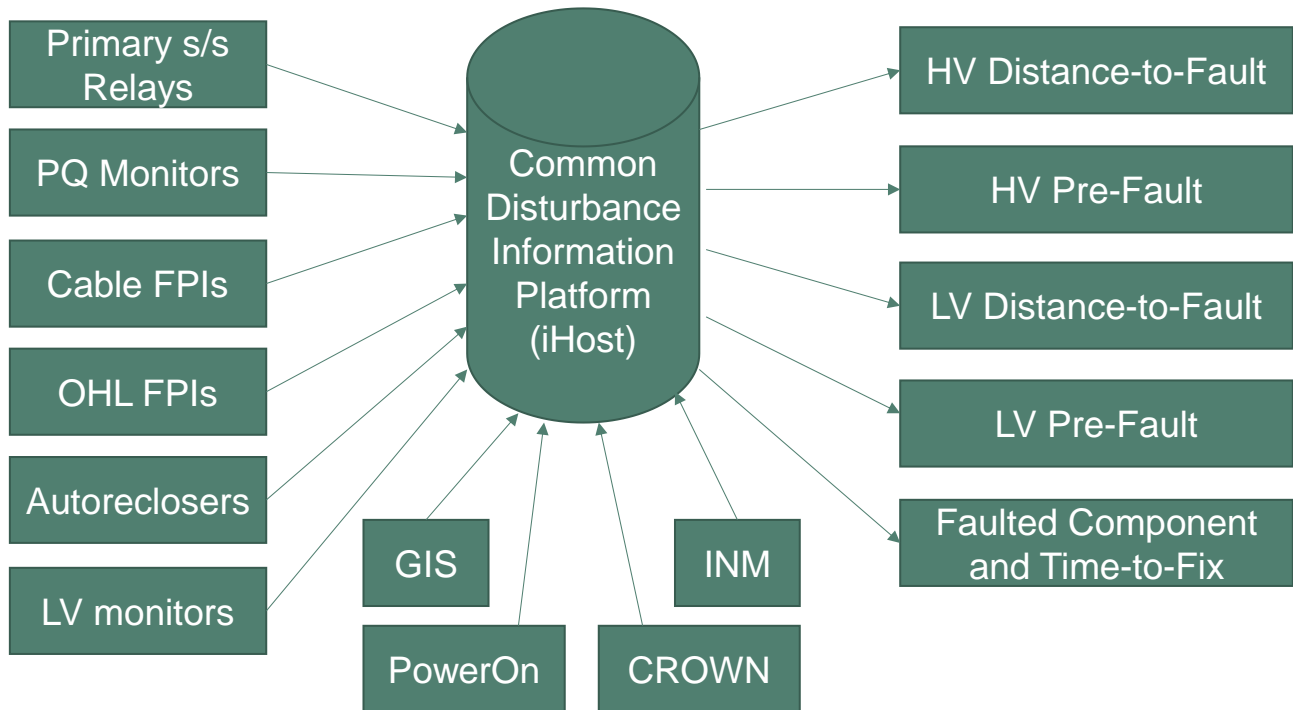 Primary s/s
Relays
PQ Monitors
Cable FPIs
OHL FPIs
Autoreclosers
LV monitors
Common
Disturbance
Information
Platform
(iHost)
GIS
INM
PowerOn
CROWN
HV Distance-to-Fault
HV Pre-Fault
LV Distance-to-Fault
LV Pre-Fault
Faulted Component
and Time-to-Fix